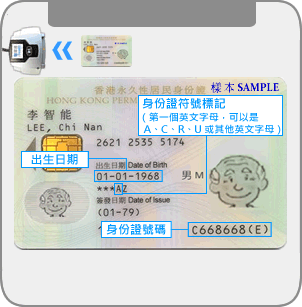 香港永久性居民身份證
樣本 SAMPLE
HONG KONG PERM
李智能
LEE, Chi Nan
身份證符號標記
(第一個英文字母,可以是
A、C、R、U 或其他英文字母)
2621 2535 5174
出生日期
出生日期 Date of Birth
01-01-1968
男 M
***AZ
簽發日期 Date of Issue
(01-79)
身份證號碼
C668668(E)